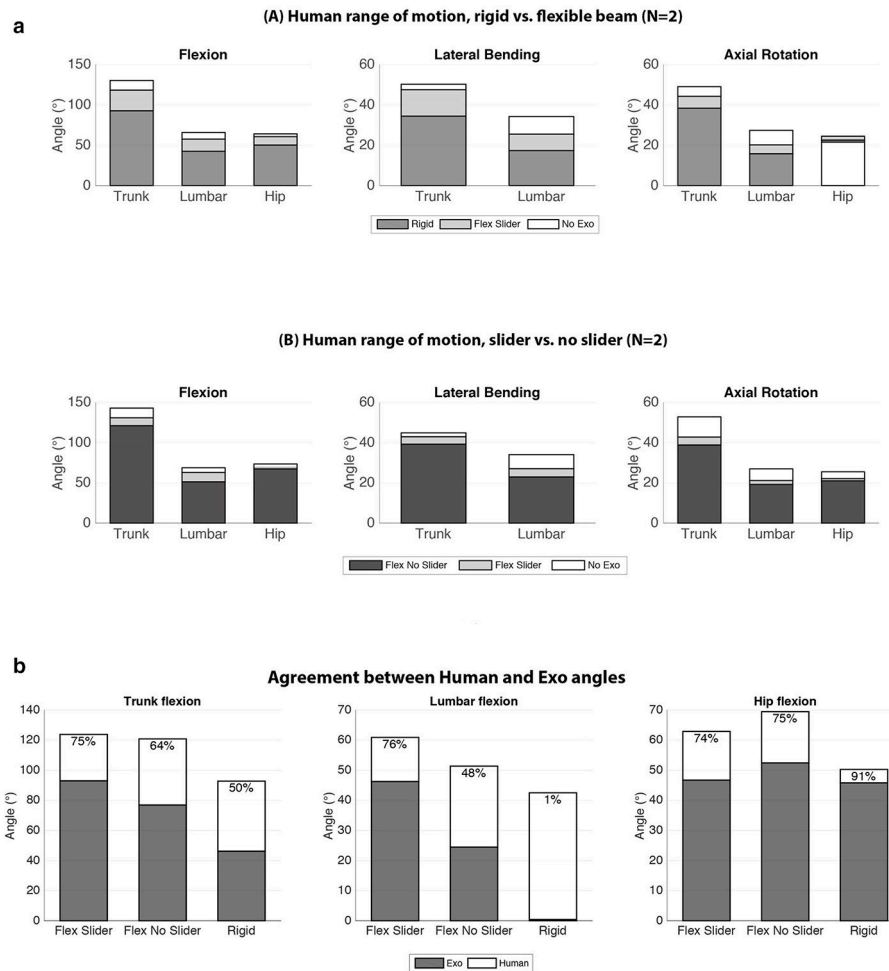 a
(A) Human range of motion, rigid vs. flexible beam (N=2)
Flexion
Lateral Bending
Axial Rotation
150
100
50
0
Angle (°)
Trunk Lumbar Hip
60
40
20
0
Angle (°)
Trunk Lumbar
60
40
20
0
Angle (°)
Trunk Lumbar Hip
Rigid Flex Slider No Exo
(B) Human range of motion, slider vs. no slider (N=2)
Flexion
Lateral Bending
Axial Rotation
150
100
50
0
Angle (°)
Trunk Lumbar Hip
60
40
20
0
Angle (°)
Trunk Lumbar
60
40
20
0
Angle (°)
Trunk Lumbar Hip
Flex No Slider Flex Slider No Exo
b
Agreement between Human and Exo angles
Trunk flexion
140
120
100
80
60
40
20
0
Angle (°)
75% 64% 50%
Flex Slider Flex No Slider Rigid
Lumbar flexion
70
60
50
40
30
20
10
0
Angle (°)
76% 48% 1%
Flex Slider Flex No Slider Rigid
Hip flexion
70
60
50
40
30
20
10
0
Angle (°)
74% 75% 91%
Flex Slider Flex No Slider Rigid
Exo Human